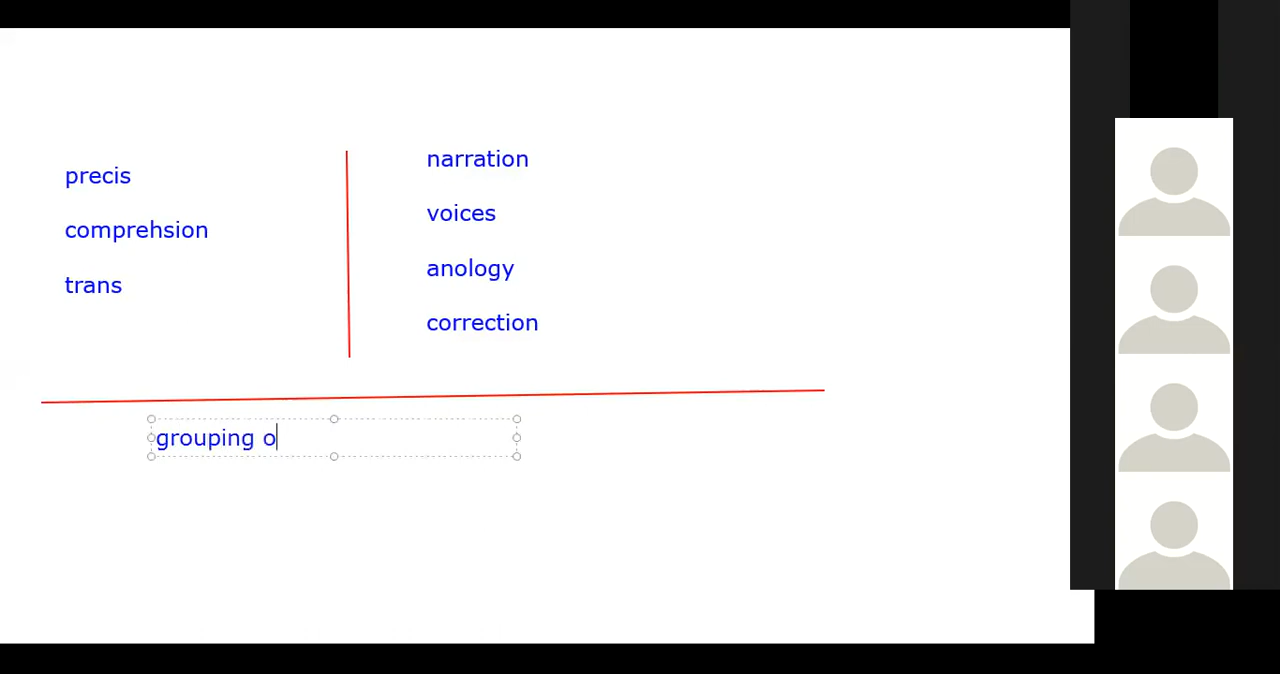 precis
comprehsion
trans
narration
voices
anology
correction
grouping o